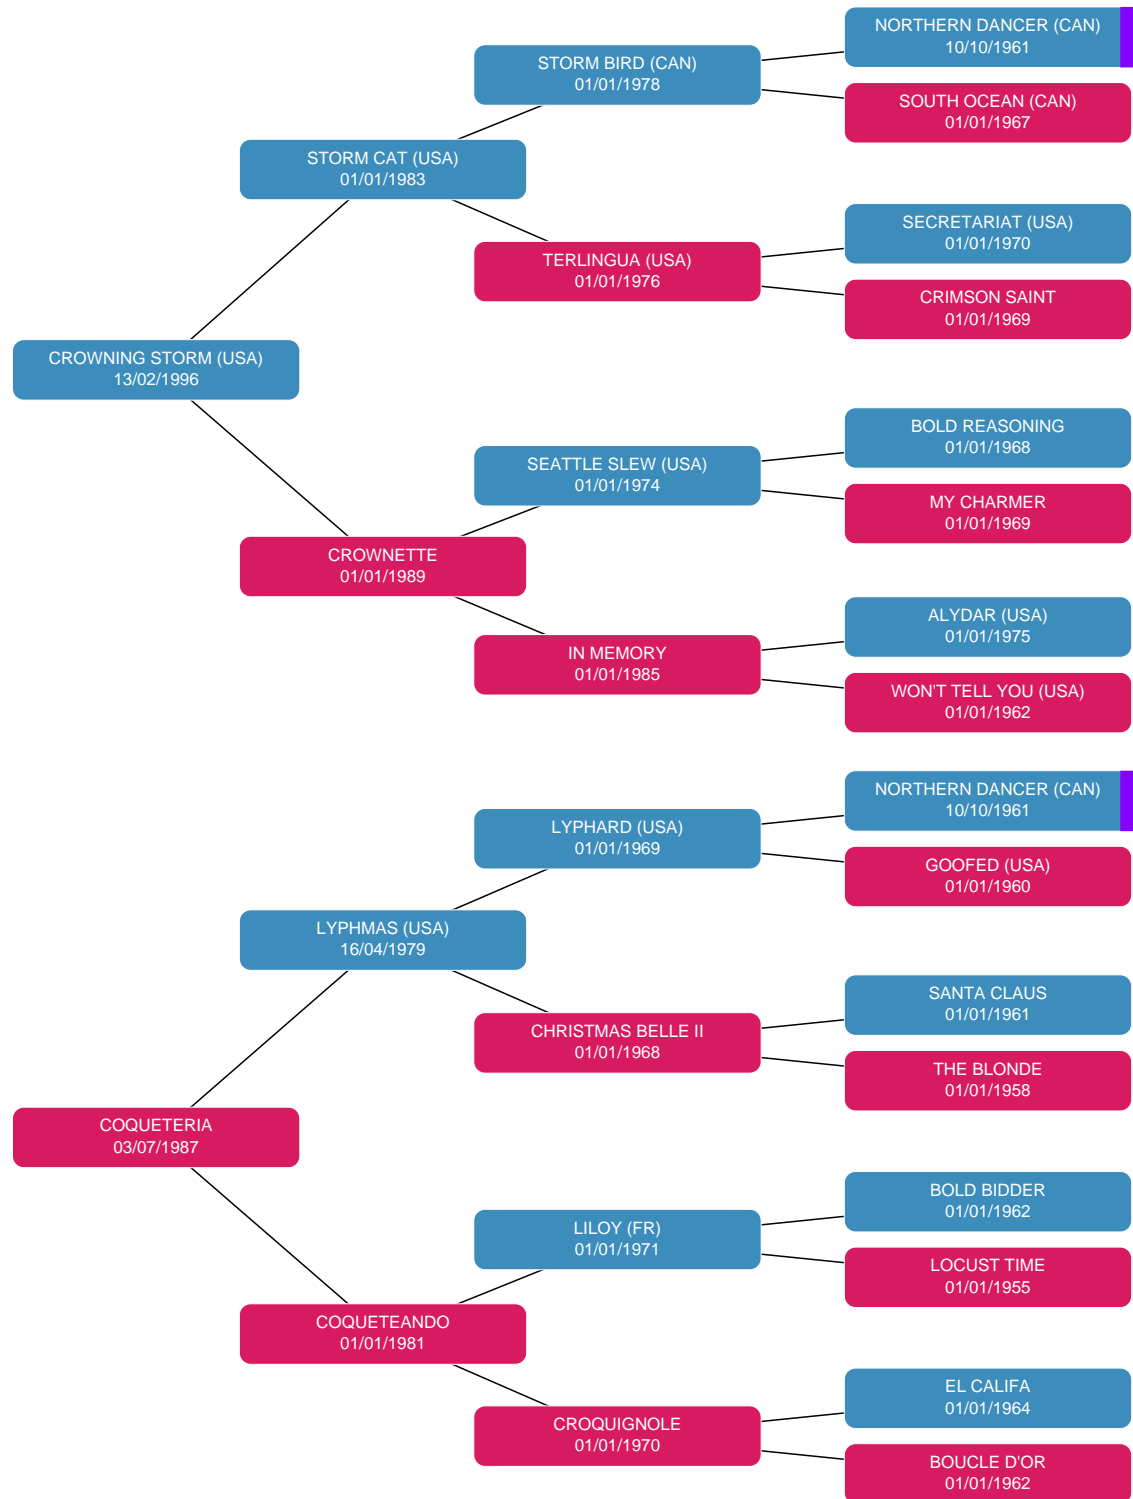 NORTHERN DANCER (CAN)
10/10/1961
STORM BIRD (CAN)
01/01/1978
SOUTH OCEAN (CAN)
01/01/1967
STORM CAT (USA)
01/01/1983
SECRETARIAT (USA)
01/01/1970
TERLINGUA (USA)
01/01/1976
CRIMSON SAINT
01/01/1969
CROWNING STORM (USA)
13/02/1996
BOLD REASONING
01/01/1968
SEATTLE SLEW (USA)
01/01/1974
MY CHARMER
01/01/1969
CROWNETTE
01/01/1989
ALYDAR (USA)
01/01/1975
IN MEMORY
01/01/1985
WON'T TELL YOU (USA)
01/01/1962
NORTHERN DANCER (CAN)
10/10/1961
LYPHARD (USA)
01/01/1969
GOOFED (USA)
01/01/1960
LYPHMAS (USA)
16/04/1979
SANTA CLAUS
01/01/1961
CHRISTMAS BELLE II
01/01/1968
THE BLONDE
01/01/1958
COQUETERIA
03/07/1987
BOLD BIDDER
01/01/1962
LILOY (FR)
01/01/1971
LOCUST TIME
01/01/1955
COQUETEANDO
01/01/1981
EL CALIFA
01/01/1964
CROQUIGNOLE
01/01/1970
BOUCLE D'OR
01/01/1962